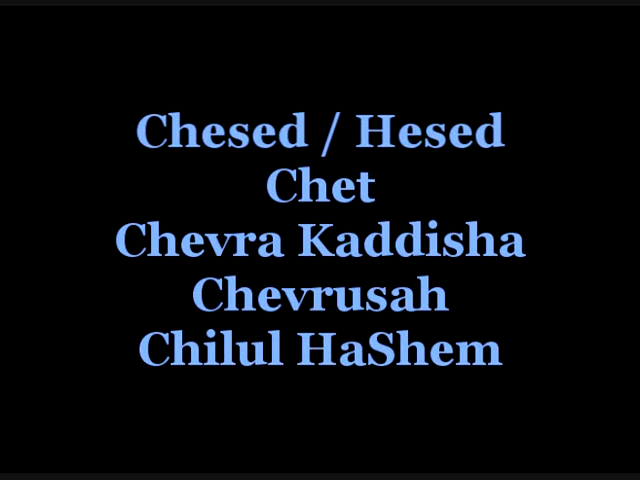 Chesed / Hesed
Chet
Chevra Kaddisha
Chevrusah
Chilul HaShem